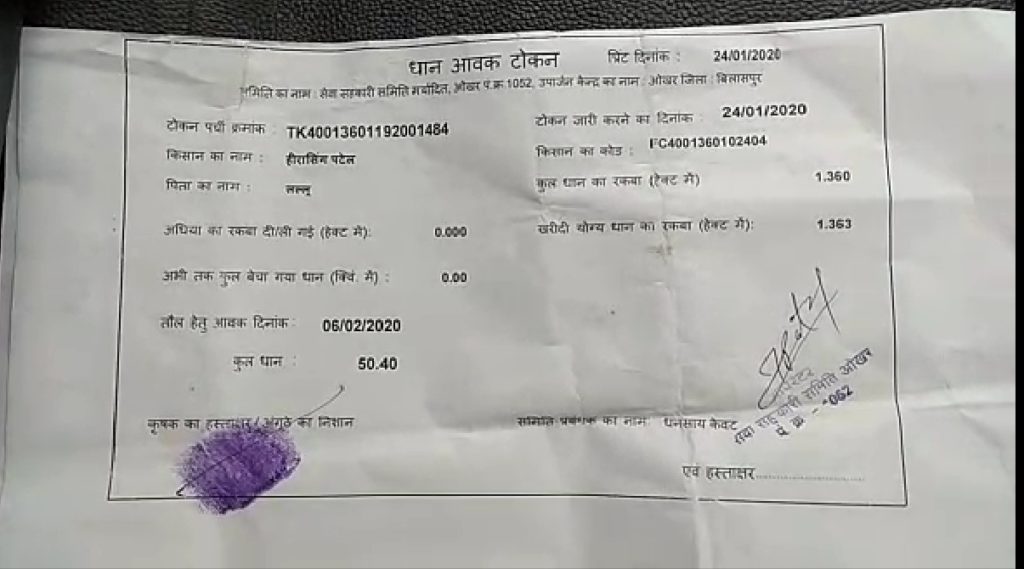 धान आवक टोकन प्रिंट दिनांक : 24/01/2020
समिति का नाम : सेवा सहकारी समिति मर्यादित, ओखर पं.क्र.1052, उपार्जन केन्द्र का नाम : ओखर जिला : बिलासपुर
टोकन पर्ची क्रमांक : TK40013601192001484 टोकन जारी करने का दिनांक : 24/01/2020
किसान का नाम : हीरासिंग पटेल किसान का कोड : FC4001360102404
पिता का नाम : लल्लू कुल धान का रकबा (हेक्ट में) 1.360
अधिया का रकबा दी/ली गई (हेक्ट में): 0.000 खरीदी योग्य धान का रकबा (हेक्ट में): 1.363
अभी तक कुल बेचा गया धान (क्विं. में) : 0.00
तौल हेतु आवक दिनांक : 06/02/2020
कुल धान : 50.40
कृषक का हस्ताक्षर / अंगूठे का निशान समिति प्रबंधक का नाम: धनसाय केवट
सेवा सहकारी समिति ओखर
पं क्र
एवं हस्ताक्षर............................